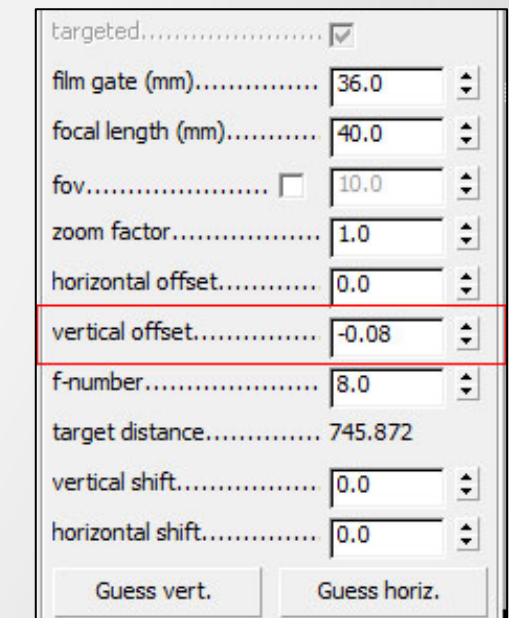 targeted...................... 
film gate (mm)............... 36.0
focal length (mm)........... 40.0
fov...................... 10.0
zoom factor.................. 1.0
horizontal offset............ 0.0
vertical offset............... -0.08
f-number..................... 8.0
target distance.............. 745.872
vertical shift................. 0.0
horizontal shift.............. 0.0
Guess vert. Guess horiz.